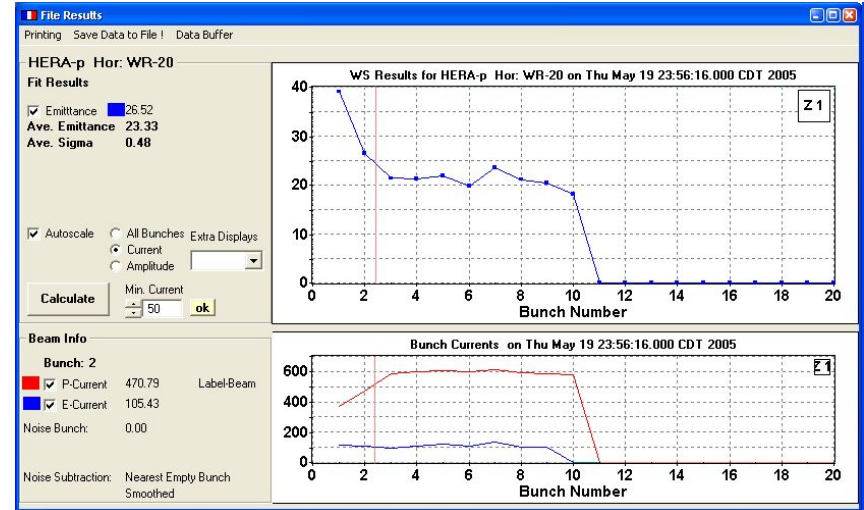 File Results
Printing Save Data to File ! Data Buffer
HERA-p Hor: WR-20
Fit Results
Emitttance 26.52
Ave. Emittance 23.33
Ave. Sigma 0.48
Autoscale All Bunches Extra Displays
Current
Amplitude
Calculate Min. Current
50 ok
WS Results for HERA-p Hor: WR-20 on Thu May 19 23:56:16.000 CDT 2005
Z 1
40
30
20
10
0
0 2 4 6 8 10 12 14 16 18 20
Bunch Number
Beam Info
Bunch: 2
P-Current 470.79 Label-Beam
E-Current 105.43
Noise Bunch: 0.00
Noise Subtraction: Nearest Empty Bunch
Smoothed
Bunch Currents on Thu May 19 23:56:16.000 CDT 2005
Z 1
600
400
200
0
0 2 4 6 8 10 12 14 16 18 20
Bunch Number